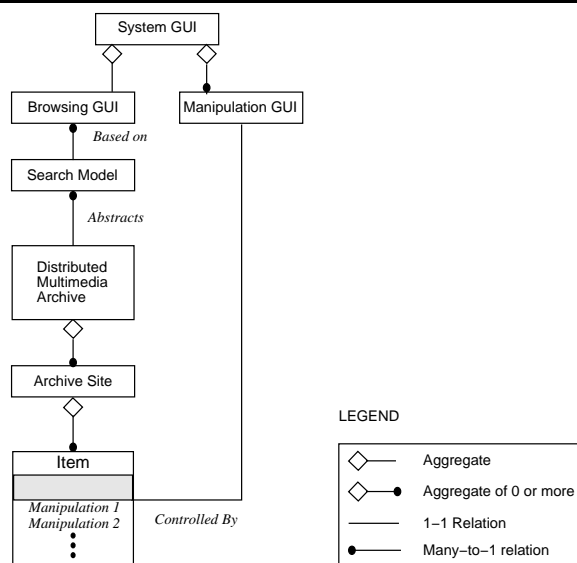 System GUI
Browsing GUI
Manipulation GUI
Based on
Search Model
Abstracts
Distributed
Multimedia
Archive
Archive Site
Item
Manipulation 1
Manipulation 2
Controlled By
LEGEND
Aggregate
Aggregate of 0 or more
1−1 Relation
Many−to−1 relation